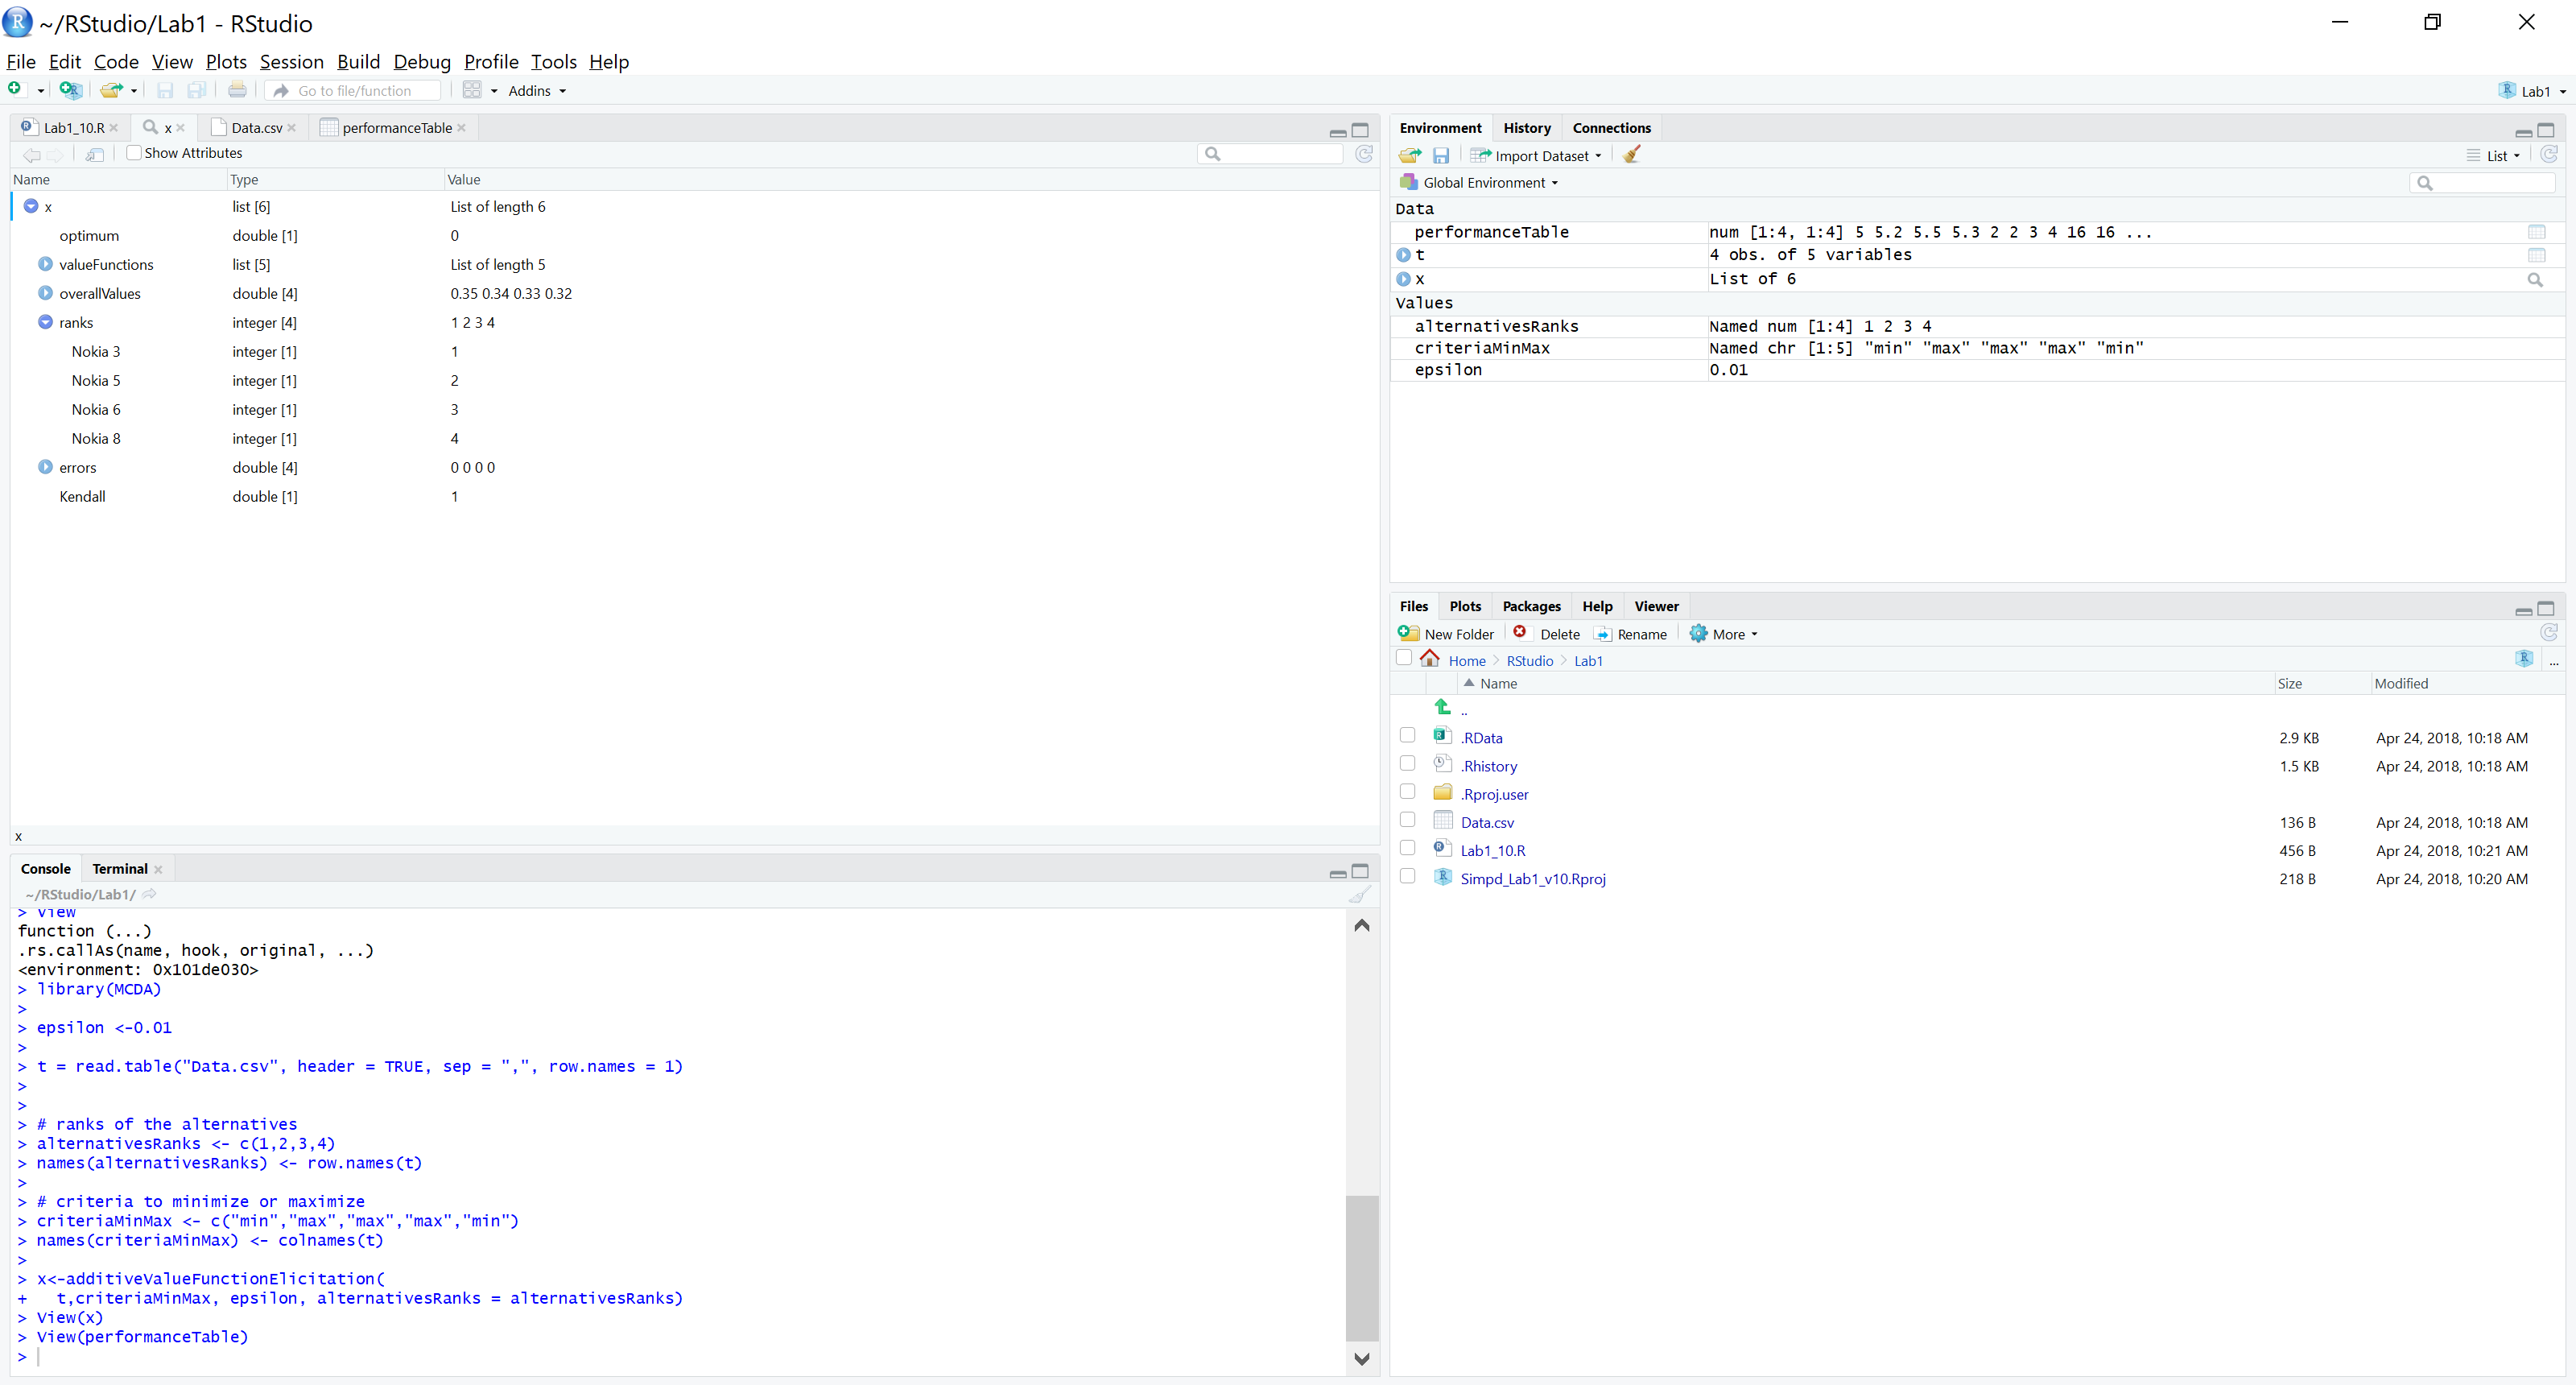 ~/RStudio/Lab1 - RStudio
File Edit Code View Plots Session Build Debug Profile Tools Help
Go to file/function Addins Lab1
Lab1_10.R x Data.csv performanceTable
Show Attributes
Name Type Value
x list [6] List of length 6
optimum double [1] 0
valueFunctions list [5] List of length 5
overallValues double [4] 0.35 0.34 0.33 0.32
ranks integer [4] 1 2 3 4
Nokia 3 integer [1] 1
Nokia 5 integer [1] 2
Nokia 6 integer [1] 3
Nokia 8 integer [1] 4
errors double [4] 0 0 0 0
Kendall double [1] 1
x
Console Terminal
~/RStudio/Lab1/
> View
function (...)
.rs.callAs(name, hook, original, ...)
<environment: 0x101de030>
> library(MCDA)
>
> epsilon <-0.01
>
> t = read.table("Data.csv", header = TRUE, sep = ",", row.names = 1)
>
>
> # ranks of the alternatives
> alternativesRanks <- c(1,2,3,4)
> names(alternativesRanks) <- row.names(t)
>
> # criteria to minimize or maximize
> criteriaMinMax <- c("min","max","max","max","min")
> names(criteriaMinMax) <- colnames(t)
>
> x<-additiveValueFunctionElicitation(
+   t,criteriaMinMax, epsilon, alternativesRanks = alternativesRanks)
> View(x)
> View(performanceTable)
>
Environment History Connections
Import Dataset List
Global Environment
Data
performanceTable num [1:4, 1:4] 5 5.2 5.5 5.3 2 2 3 4 16 16 ...
t 4 obs. of 5 variables
x List of 6
Values
alternativesRanks Named num [1:4] 1 2 3 4
criteriaMinMax Named chr [1:5] "min" "max" "max" "max" "min"
epsilon 0.01
Files Plots Packages Help Viewer
New Folder Delete Rename More
Home RStudio Lab1 ...
Name Size Modified
..
.RData 2.9 KB Apr 24, 2018, 10:18 AM
.Rhistory 1.5 KB Apr 24, 2018, 10:18 AM
.Rproj.user
Data.csv 136 B Apr 24, 2018, 10:18 AM
Lab1_10.R 456 B Apr 24, 2018, 10:21 AM
Simpd_Lab1_v10.Rproj 218 B Apr 24, 2018, 10:20 AM